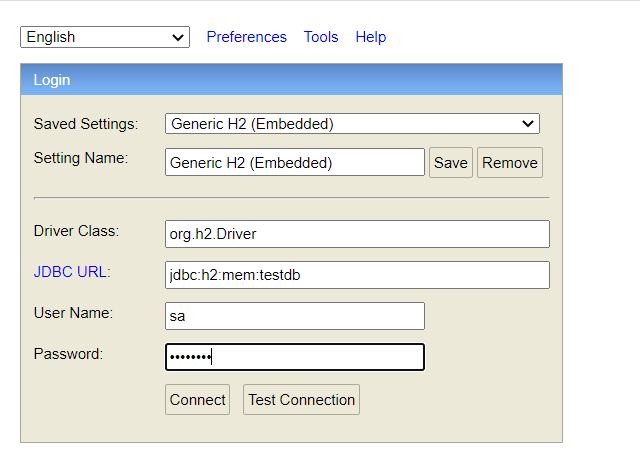 English Preferences Tools Help
Login
Saved Settings: Generic H2 (Embedded)
Setting Name: Generic H2 (Embedded) Save Remove
Driver Class: org.h2.Driver
JDBC URL: jdbc:h2:mem:testdb
User Name: sa
Password: ••••••••
Connect Test Connection